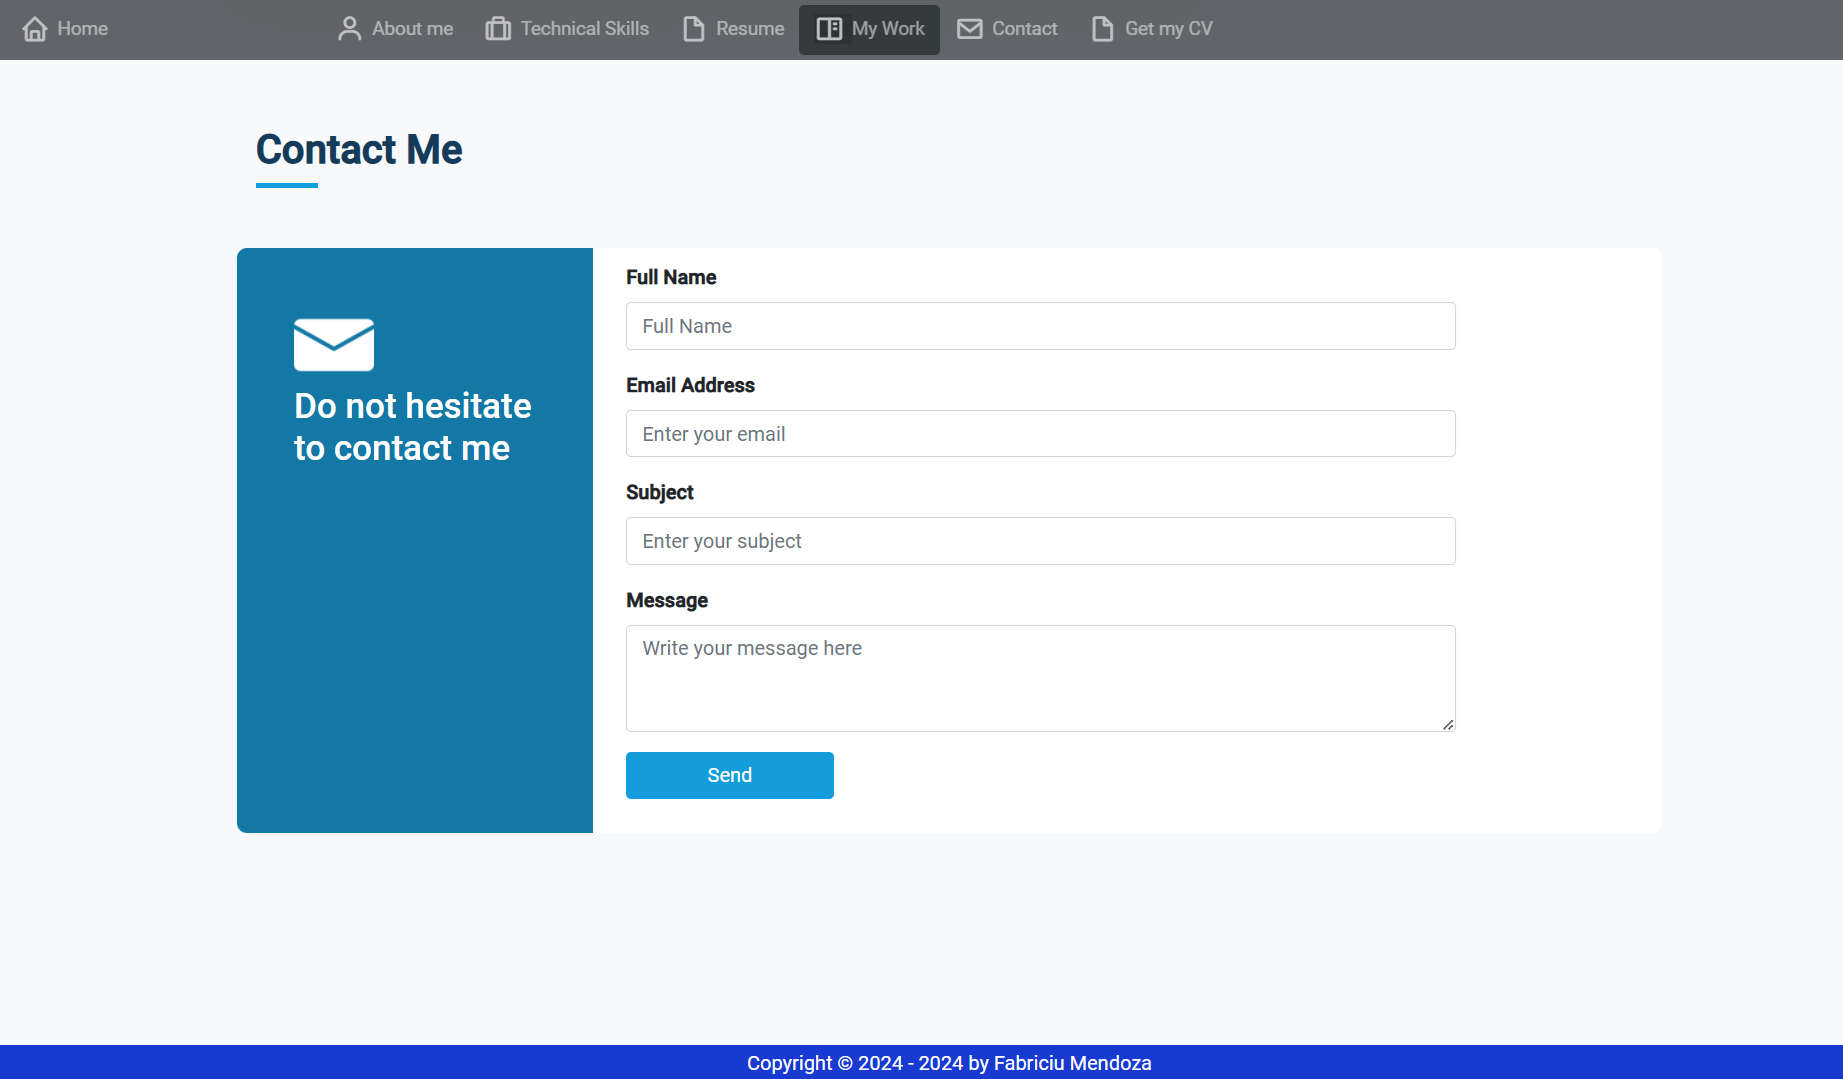 Home
About me
Technical Skills
Resume
My Work
Contact
Get my CV
Contact Me
Do not hesitate
to contact me
Full Name
Full Name
Email Address
Enter your email
Subject
Enter your subject
Message
Write your message here
Send
Copyright © 2024 - 2024 by Fabriciu Mendoza